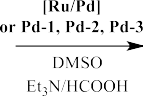 [Ru/Pd]
or Pd-1, Pd-2, Pd-3
DMSO
Et₃N/HCOOH